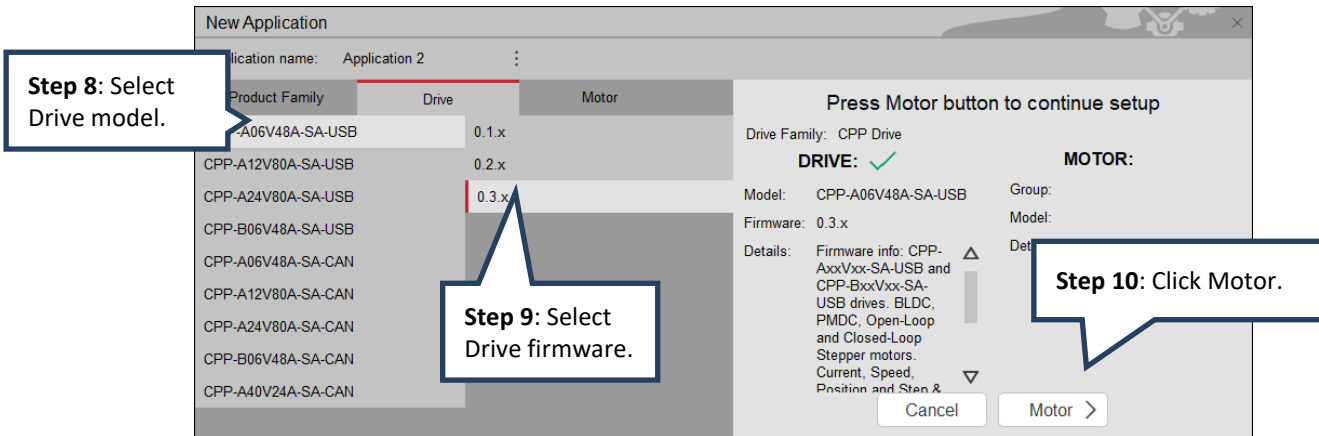 New Application
lication name: Application 2
Step 8: Select
Drive model.
Product Family Drive Motor
-A06V48A-SA-USB
CPP-A12V80A-SA-USB
CPP-A24V80A-SA-USB
CPP-B06V48A-SA-USB
CPP-A06V48A-SA-CAN
CPP-A12V80A-SA-CAN
CPP-A24V80A-SA-CAN
CPP-B06V48A-SA-CAN
CPP-A40V24A-SA-CAN
0.1.x
0.2.x
0.3.x
Step 9: Select
Drive firmware.
Press Motor button to continue setup
Drive Family: CPP Drive
DRIVE: MOTOR:
Model: CPP-A06V48A-SA-USB
Firmware: 0.3.x
Details: Firmware info: CPP-
AxxVxx-SA-USB and
CPP-BxxVxx-SA-
USB drives. BLDC,
PMDC, Open-Loop
and Closed-Loop
Stepper motors.
Current, Speed,
Position and Step &
Group:
Model:
Step 10: Click Motor.
Cancel Motor